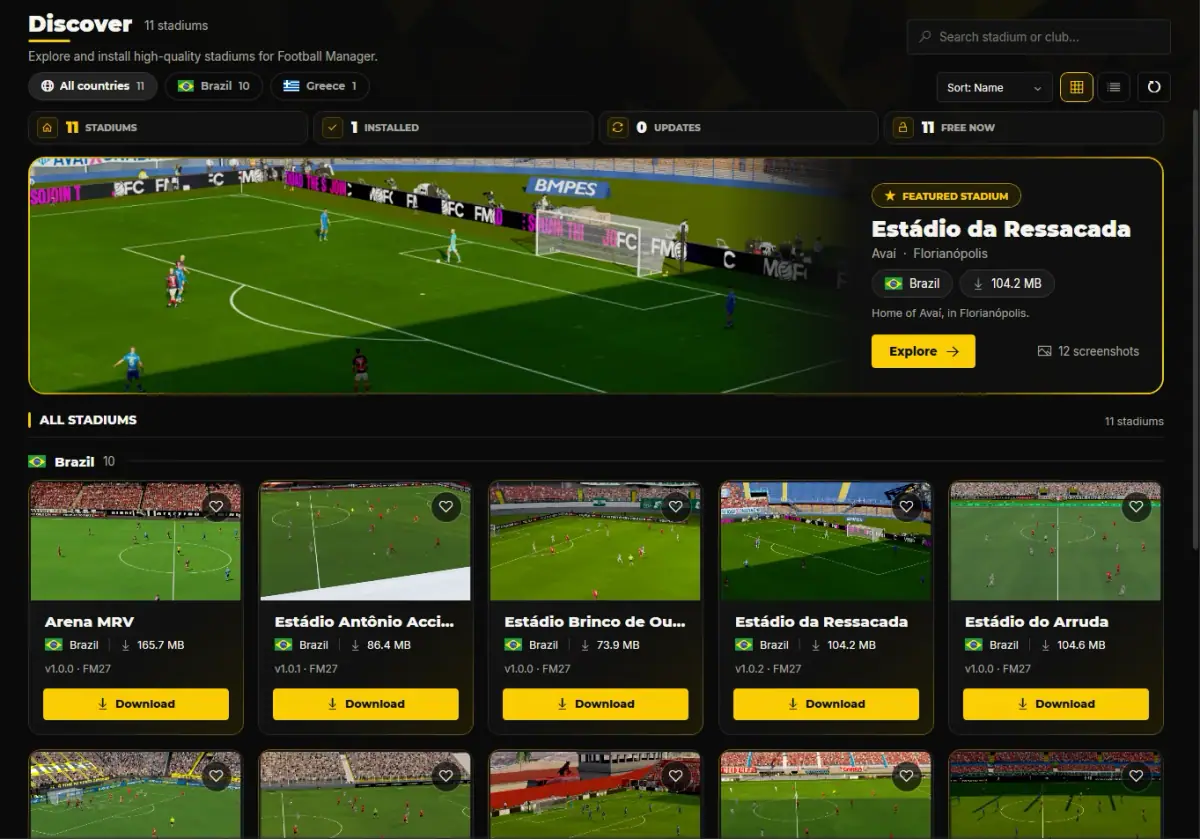 Discover 11 stadiums
Search stadium or club...
Explore and install high-quality stadiums for Football Manager.
All countries 11 Brazil 10 Greece 1
Sort: Name
11 STADIUMS 1 INSTALLED 0 UPDATES 11 FREE NOW
BMPES
FEATURED STADIUM
Estádio da Ressacada
Avaí · Florianópolis
Brazil 104.2 MB
Home of Avaí, in Florianópolis.
Explore → 12 screenshots
ALL STADIUMS 11 stadiums
Brazil 10
Arena MRV
Brazil 165.7 MB
v1.0.0 · FM27
Download
Estádio Antônio Acci...
Brazil 86.4 MB
v1.0.1 · FM27
Download
Estádio Brinco de Ou...
Brazil 73.9 MB
v1.0.0 · FM27
Download
Estádio da Ressacada
Brazil 104.2 MB
v1.0.2 · FM27
Download
Estádio do Arruda
Brazil 104.6 MB
v1.0.0 · FM27
Download